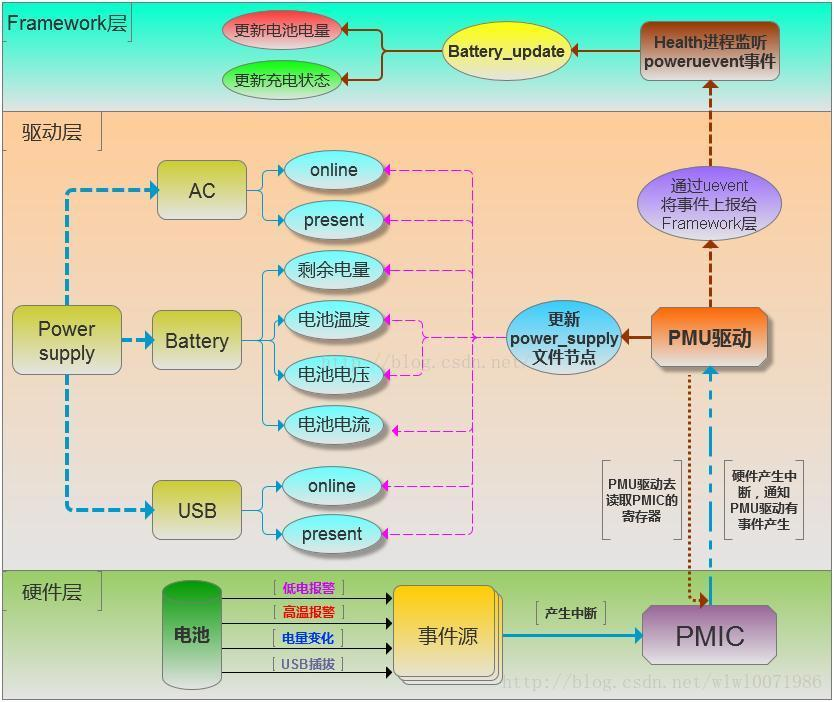 Framework层
更新电池电量
更新充电状态
Battery_update
Health进程监听
poweruevent事件
驱动层
AC
online
present
通过uevent
将事件上报给
Framework层
Power
supply
Battery
剩余电量
电池温度
电池电压
电池电流
更新
power_supply
文件节点
PMU驱动
http://blog.csdn.net/
USB
online
present
PMU驱动去
读取PMIC的
寄存器
硬件产生中
断，通知
PMU驱动有
事件产生
硬件层
电池
[低电报警]
[高温报警]
[电量变化]
[USB插拔]
事件源
[产生中断]
PMIC
http://blog.csdn.net/wlwl0071986